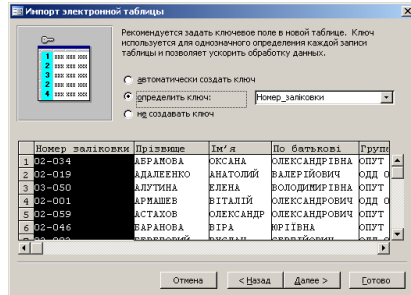 Импорт электронной таблицы
Рекомендуется задать ключевое поле в новой таблице. Ключ
используется для однозначного определения каждой записи
таблицы и позволяет ускорить обработку данных.
автоматически создать ключ
определить ключ: Номер_заліковки
не создавать ключ
Номер заліковки Прізвище Ім'я По батькові Групе
1 02-034 АБРАМОВА ОКСАНА ОЛЕКСАНДРІВНА ОПУТ
2 02-019 АДАЛЕЕНКО АНАТОЛИЙ ВАЛЕРІЙОВИЧ ОДД О
3 03-050 АЛУТИНА ЕЛЕНА ВОЛОДИМИРІВНА ОПУТ
4 02-001 АРМАШЕВ ВІТАЛІЙ ОЛЕКСАНДРОВИЧ ОДД О
5 02-059 АСТАХОВ ОЛЕКСАНДР ОЛЕКСАНДРОВИЧ ОПУТ
6 02-046 БАРАНОВА ВІРА ЮРІЇВНА ОПУТ
Отмена < Назад Далее > Готово